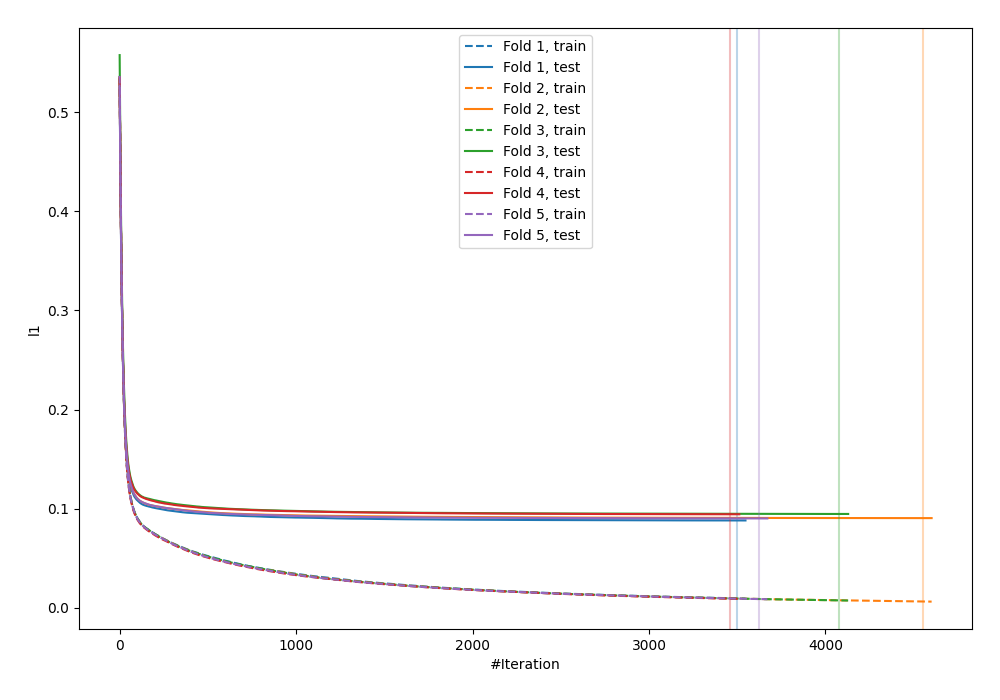 0.5
0.4
0.3
0.2
0.1
0.0
l1
Fold 1, train
Fold 1, test
Fold 2, train
Fold 2, test
Fold 3, train
Fold 3, test
Fold 4, train
Fold 4, test
Fold 5, train
Fold 5, test
0 1000 2000 3000 4000
#Iteration